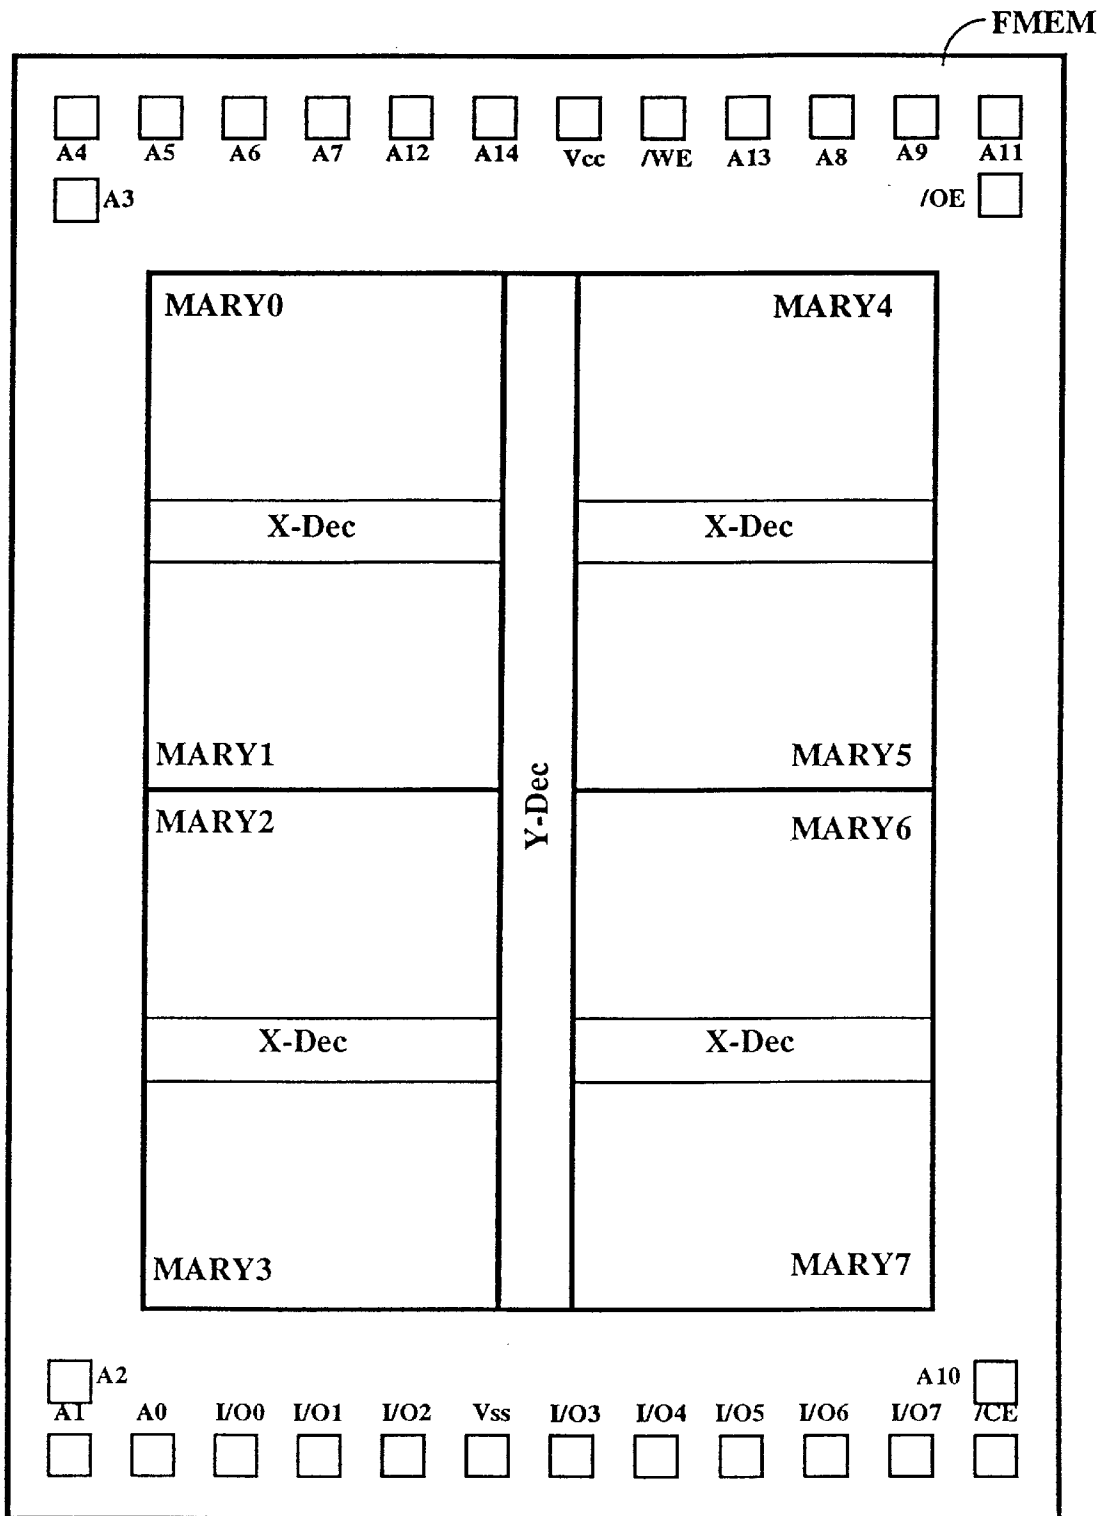 FMEM
A4 A5 A6 A7 A12 A14 Vcc /WE A13 A8 A9 A11
A3 /OE
MARY0 MARY4
X-Dec X-Dec
MARY1 MARY5
Y-Dec
MARY2 MARY6
X-Dec X-Dec
MARY3 MARY7
A2 A10
A1 A0 I/O0 I/O1 I/O2 Vss I/O3 I/O4 I/O5 I/O6 I/O7 /CE